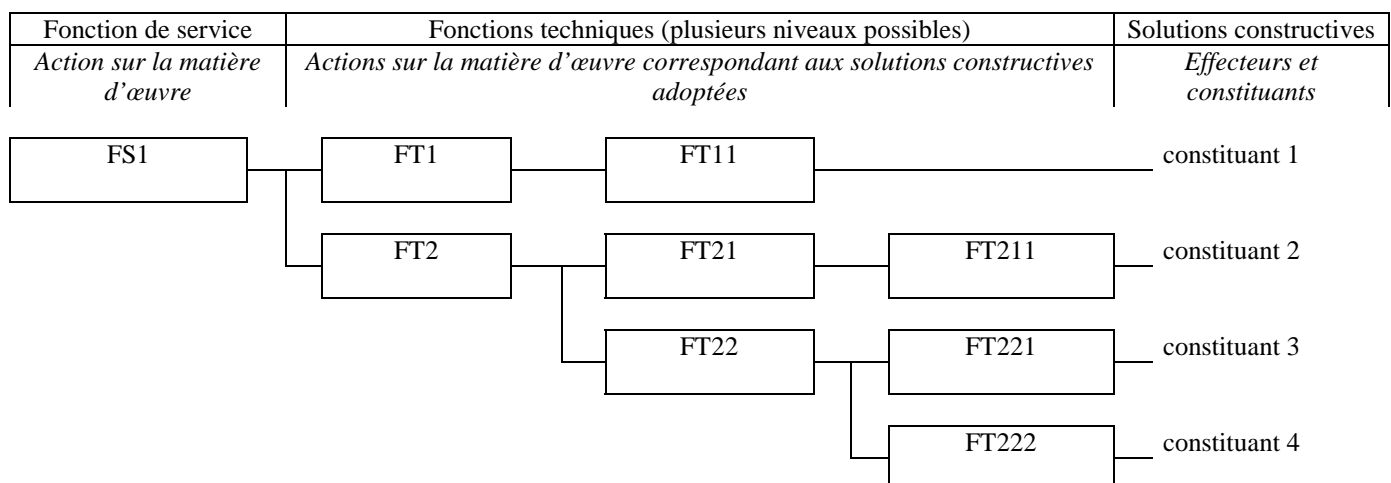 Fonction de service Fonctions techniques (plusieurs niveaux possibles) Solutions constructives
Action sur la matière Actions sur la matière d’œuvre correspondant aux solutions constructives Effecteurs et
d’œuvre adoptées constituants
FS1 FT1 FT11 constituant 1
FT2 FT21 FT211 constituant 2
FT22 FT221 constituant 3
FT222 constituant 4